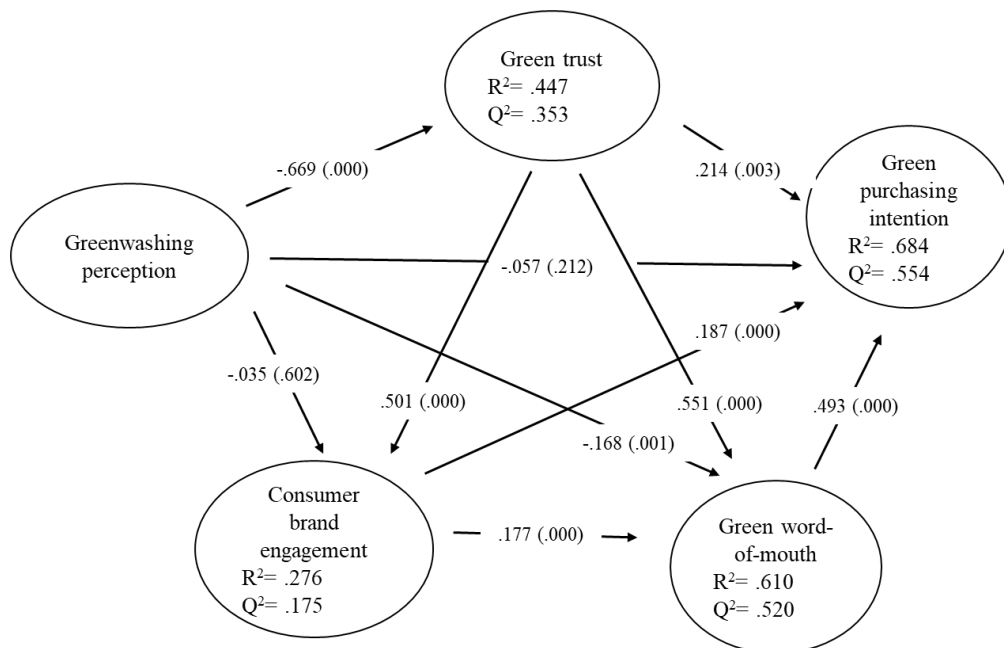 Green trust
R²= .447
Q²= .353
-.669 (.000)
.214 (.003)
Green
purchasing
intention
R²= .684
Q²= .554
Greenwashing
perception
-.057 (.212)
.187 (.000)
-.035 (.602)
.501 (.000)
.551 (.000)
.493 (.000)
-.168 (.001)
Consumer
brand
engagement
R²= .276
Q²= .175
.177 (.000)
Green word-
of-mouth
R²= .610
Q²= .520